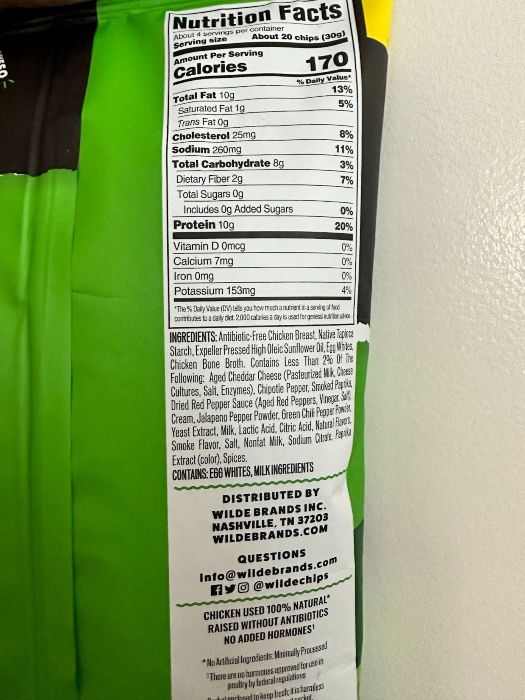 Nutrition Facts
About 4 servings per container
Serving size About 20 chips (30g)
Amount Per Serving
Calories 170
% Daily Value*
Total Fat 10g 13%
Saturated Fat 1g 5%
Trans Fat 0g
Cholesterol 25mg 8%
Sodium 260mg 11%
Total Carbohydrate 8g 3%
Dietary Fiber 2g 7%
Total Sugars 0g
Includes 0g Added Sugars 0%
Protein 10g 20%
Vitamin D 0mcg 0%
Calcium 7mg 0%
Iron 0mg 0%
Potassium 153mg 4%
*The % Daily Value (DV) tells you how much a nutrient in a serving of food
contributes to a daily diet. 2,000 calories a day is used for general nutrition advice.
INGREDIENTS: Antibiotic-Free Chicken Breast, Native Tapioca
Starch, Expeller Pressed High Oleic Sunflower Oil, Egg Whites,
Chicken Bone Broth. Contains Less Than 2% Of The
Following: Aged Cheddar Cheese (Pasteurized Milk, Cheese
Cultures, Salt, Enzymes), Chipotle Pepper, Smoked Paprika,
Dried Red Pepper Sauce (Aged Red Peppers, Vinegar, Salt),
Cream, Jalapeno Pepper Powder, Green Chili Pepper Powder,
Yeast Extract, Milk, Lactic Acid, Citric Acid, Natural Flavors,
Smoke Flavor, Salt, Nonfat Milk, Sodium Citrate, Paprika
Extract (color), Spices.
CONTAINS: EGG WHITES, MILK INGREDIENTS
DISTRIBUTED BY
WILDE BRANDS INC.
NASHVILLE, TN 37203
WILDEBRANDS.COM
QUESTIONS
Info@wildebrands.com
@wildechips
CHICKEN USED 100% NATURAL*
RAISED WITHOUT ANTIBIOTICS
NO ADDED HORMONES†
*No Artificial Ingredients. Minimally Processed
†There are no hormones approved for use in
poultry by federal regulations
enclosed to keep fresh; it is harmless